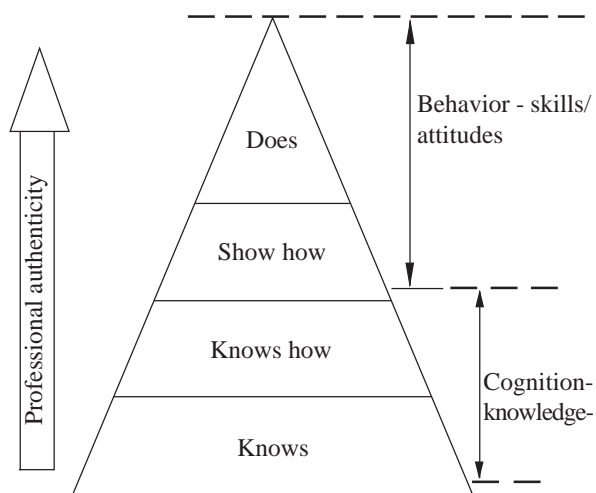 Does
Show how
Knows how
Knows
Professional authenticity
Behavior - skills/
attitudes
Cognition-
knowledge-